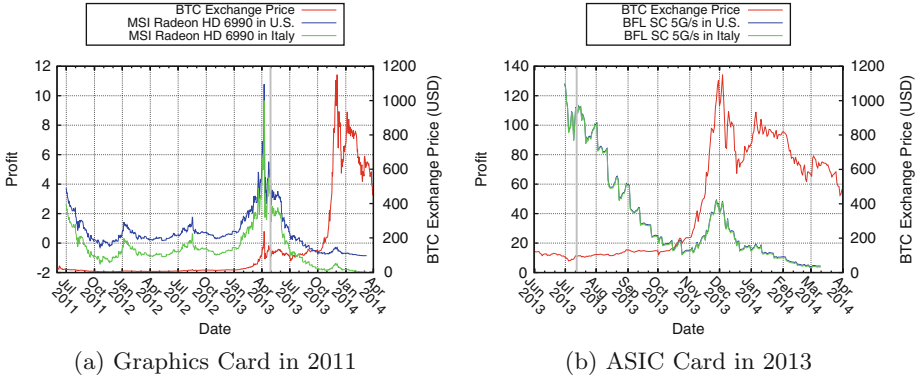 BTC Exchange Price
MSI Radeon HD 6990 in U.S.
MSI Radeon HD 6990 in Italy
12
10
8
6
4
2
0
-2
Profit
1200
1000
800
600
400
200
0
BTC Exchange Price (USD)
Jul 2011
Oct 2011
Jan 2012
Apr 2012
Jul 2012
Oct 2012
Jan 2013
Apr 2013
Jul 2013
Oct 2013
Jan 2014
Apr 2014
Date
(a) Graphics Card in 2011
BTC Exchange Price
BFL SC 5G/s in U.S.
BFL SC 5G/s in Italy
140
120
100
80
60
40
20
0
Profit
1200
1000
800
600
400
200
0
BTC Exchange Price (USD)
Jun 2013
Jul 2013
Aug 2013
Sep 2013
Oct 2013
Nov 2013
Dec 2013
Jan 2014
Feb 2014
Mar 2014
Apr 2014
Date
(b) ASIC Card in 2013